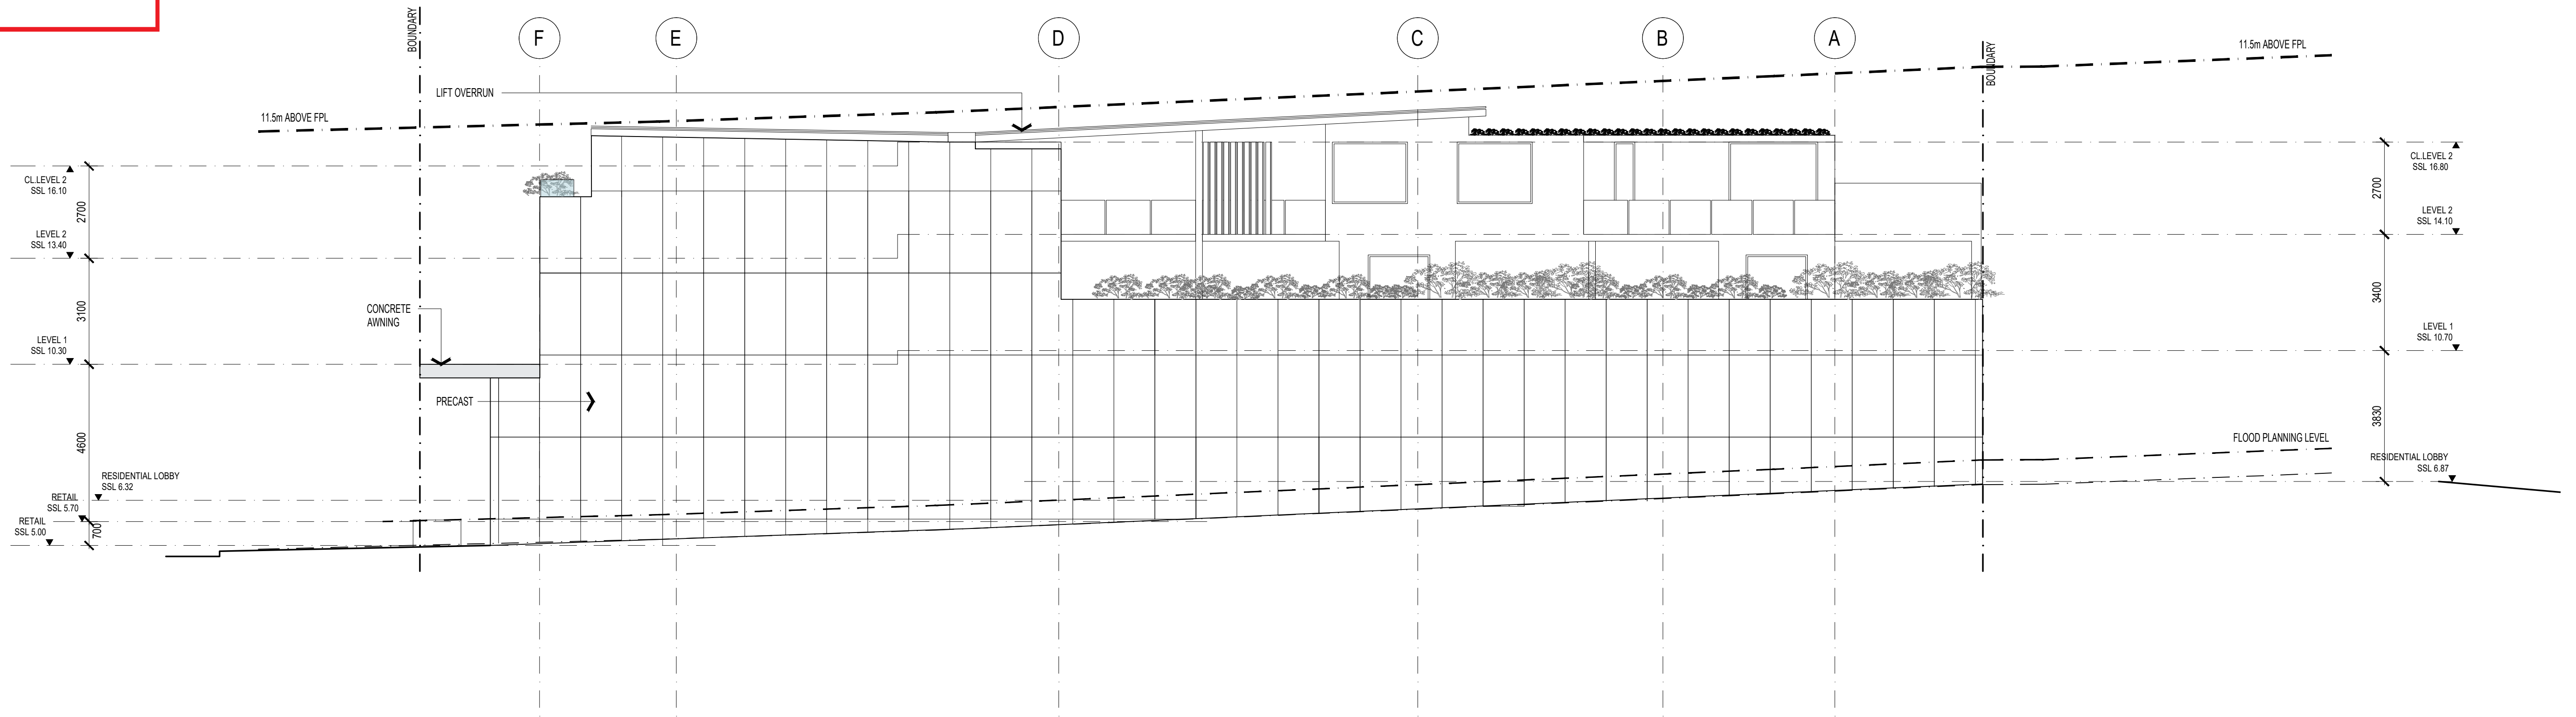 BOUNDARY
F
E
D
C
B
A
BOUNDARY
11.5m ABOVE FPL
LIFT OVERRUN
11.5m ABOVE FPL
CL.LEVEL 2
SSL 16.10
2700
LEVEL 2
SSL 13.40
3100
CONCRETE
AWNING
LEVEL 1
SSL 10.30
PRECAST
4600
RESIDENTIAL LOBBY
SSL 6.32
RETAIL
SSL 5.70
RETAIL
SSL 5.00
700
CL.LEVEL 2
SSL 16.80
2700
LEVEL 2
SSL 14.10
3400
LEVEL 1
SSL 10.70
3830
FLOOD PLANNING LEVEL
RESIDENTIAL LOBBY
SSL 6.87